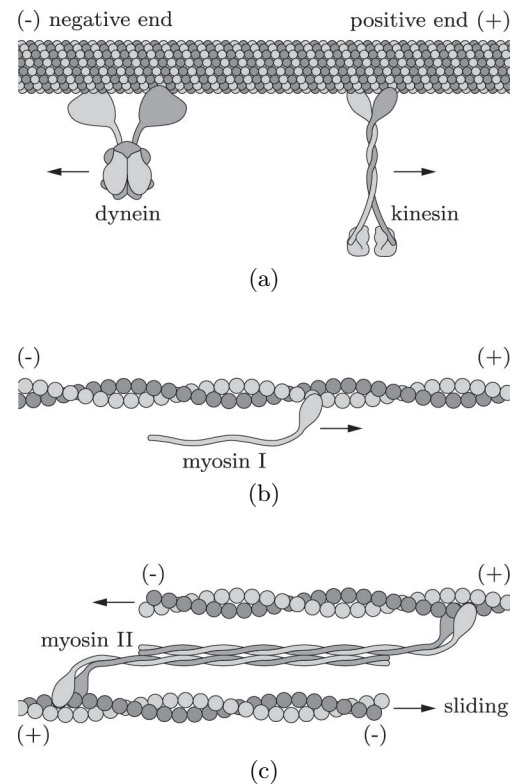 (-) negative end positive end (+)
dynein kinesin
(a)
(-) (+)
myosin I
(b)
(-) (+)
myosin II
sliding
(+) (-)
(c)